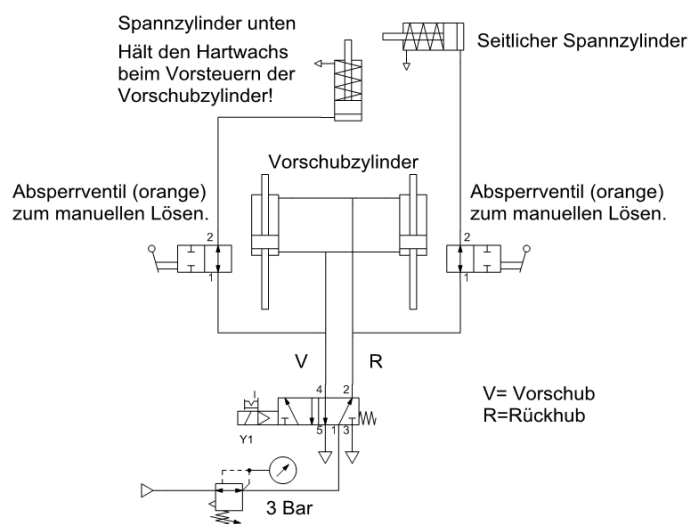 Spannzylinder unten
Hält den Hartwachs
beim Vorsteuern der
Vorschubzylinder!
Seitlicher Spannzylinder
Vorschubzylinder
Absperrventil (orange)
zum manuellen Lösen.
Absperrventil (orange)
zum manuellen Lösen.
2
1
2
1
V
R
4
2
5
1
3
Y1
V= Vorschub
R=Rückhub
3 Bar